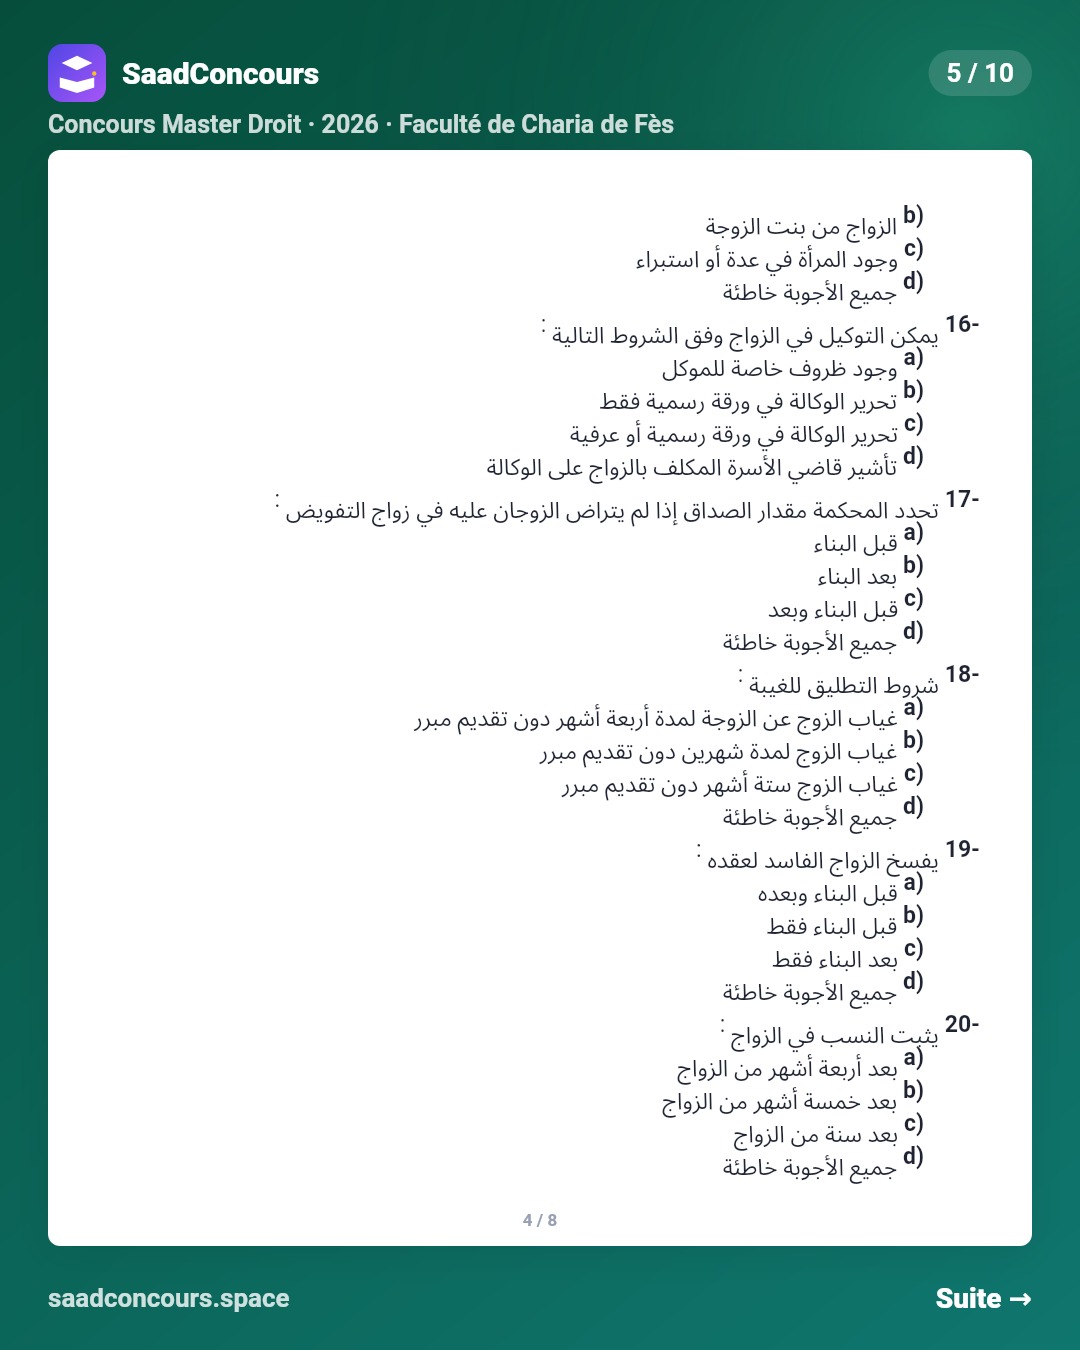 SaadConcours
5 / 10
Concours Master Droit · 2026 · Faculté de Charia de Fès
b) الزواج من بنت الزوجة
c) وجود المرأة في عدة أو استبراء
d) جميع الأجوبة خاطئة
16- يمكن التوكيل في الزواج وفق الشروط التالية :
a) وجود ظروف خاصة للموكل
b) تحرير الوكالة في ورقة رسمية فقط
c) تحرير الوكالة في ورقة رسمية أو عرفية
d) تأشير قاضي الأسرة المكلف بالزواج على الوكالة
17- تحدد المحكمة مقدار الصداق إذا لم يتراض الزوجان عليه في زواج التفويض :
a) قبل البناء
b) بعد البناء
c) قبل البناء وبعد
d) جميع الأجوبة خاطئة
18- شروط التطليق للغيبة :
a) غياب الزوج عن الزوجة لمدة أربعة أشهر دون تقديم مبرر
b) غياب الزوج لمدة شهرين دون تقديم مبرر
c) غياب الزوج ستة أشهر دون تقديم مبرر
d) جميع الأجوبة خاطئة
19- يفسخ الزواج الفاسد لعقده :
a) قبل البناء وبعده
b) قبل البناء فقط
c) بعد البناء فقط
d) جميع الأجوبة خاطئة
20- يثبت النسب في الزواج :
a) بعد أربعة أشهر من الزواج
b) بعد خمسة أشهر من الزواج
c) بعد سنة من الزواج
d) جميع الأجوبة خاطئة
4 / 8
saadconcours.space
Suite →